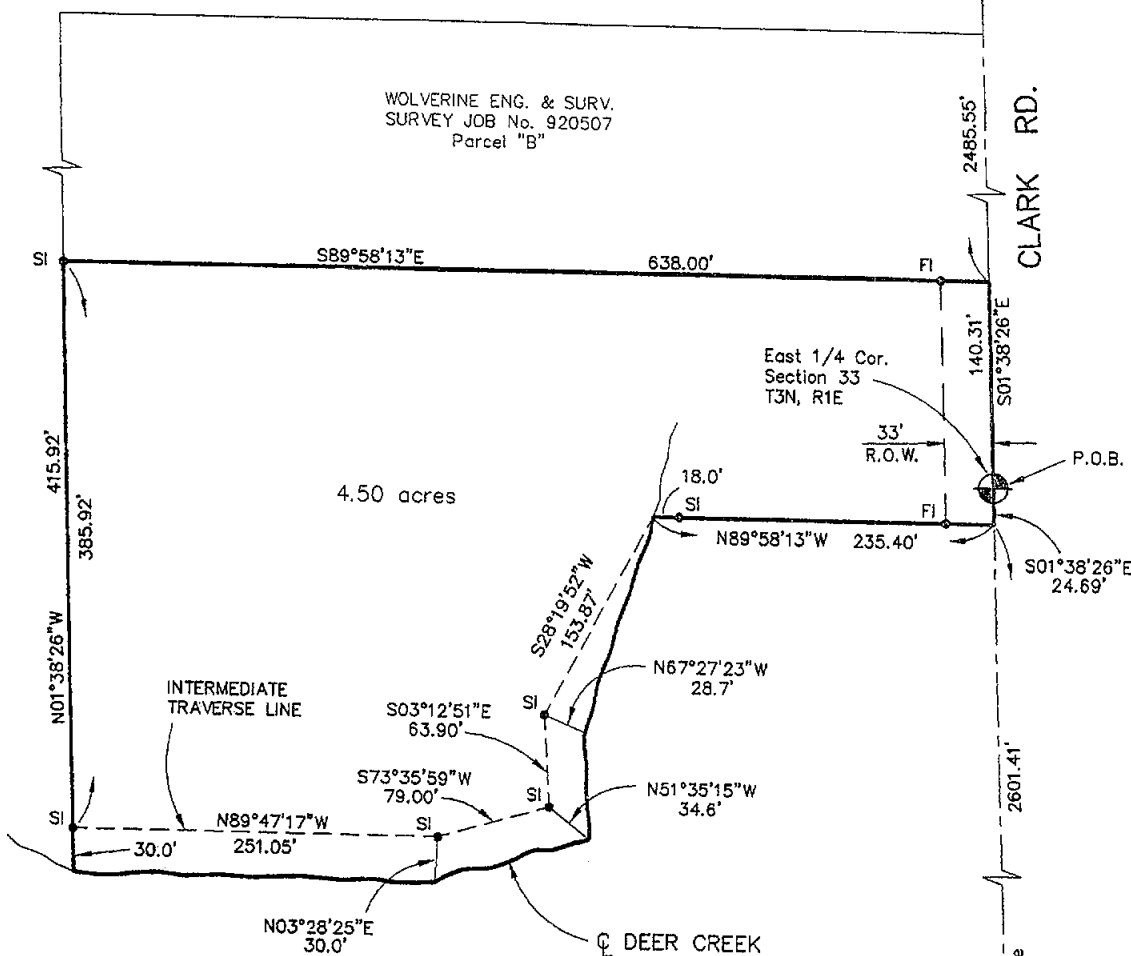 WOLVERINE ENG. & SURV.
SURVEY JOB No. 920507
Parcel "B"
2485.55'
CLARK RD.
SI
S89°58'13"E
638.00'
FI
140.31'
S01°38'26"E
East 1/4 Cor.
Section 33
T3N, R1E
33'
R.O.W.
P.O.B.
415.92'
385.92'
N01°38'26"W
4.50 acres
18.0'
SI
FI
N89°58'13"W
235.40'
S01°38'26"E
24.69'
S28°19'52"W
153.87'
N67°27'23"W
28.7'
INTERMEDIATE
TRAVERSE LINE
SI
S03°12'51"E
63.90'
S73°35'59"W
79.00'
SI
N51°35'15"W
34.6'
2601.41'
SI
N89°47'17"W
251.05'
SI
30.0'
N03°28'25"E
30.0'
℄ DEER CREEK
e